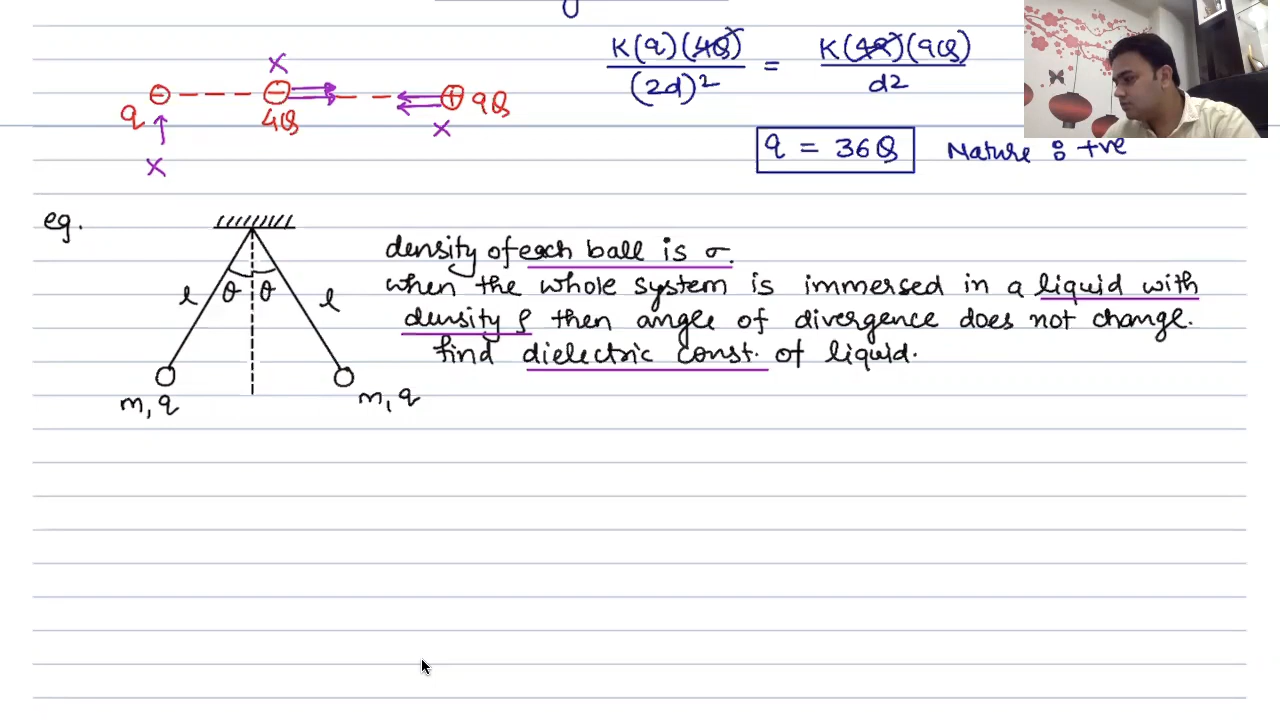 K(q)(4Q) / (2d)² = K(4Q)(9Q) / d2
X
q 4Q 9Q
X X
q = 36Q Nature : +ve
eg.
density of each ball is σ.
when the whole system is immersed in a liquid with
density ρ then angle of divergence does not change.
find dielectric const. of liquid.
l θ θ l
m, q m, q